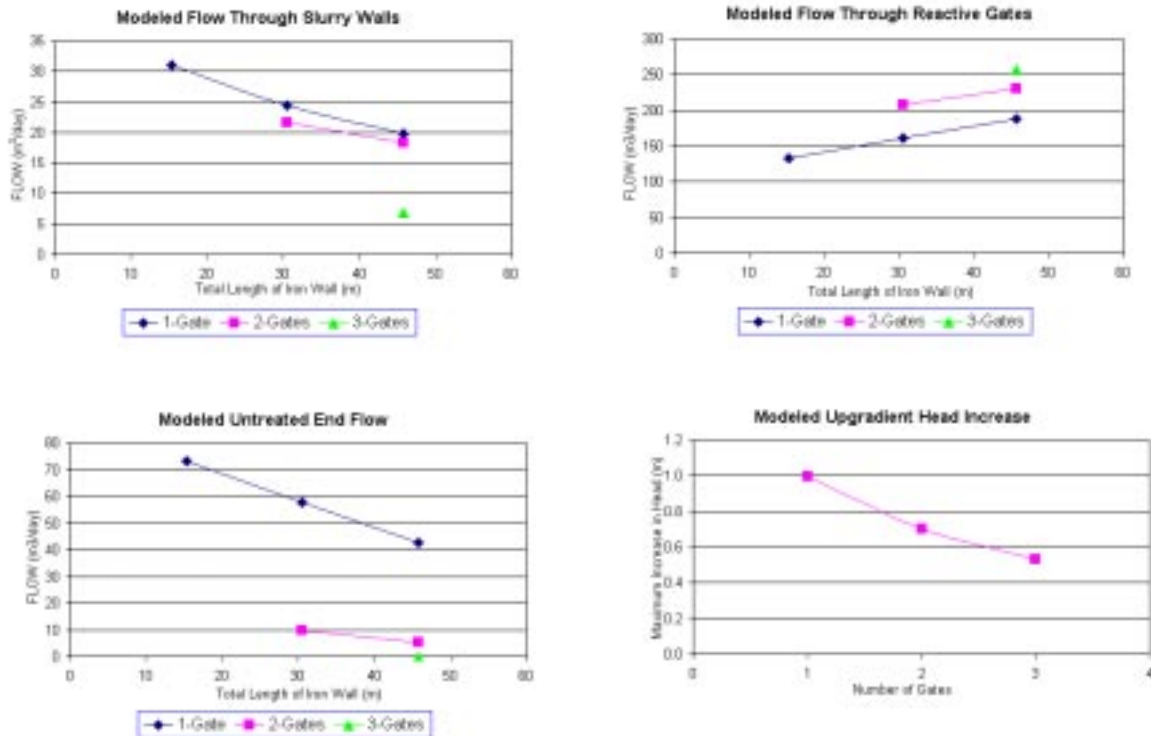 Modeled Flow Through Slurry Walls
35
30
25
20
15
10
5
0
FLOW (m³/day)
0 10 20 30 40 50 60
Total Length of Iron Wall (m)
1-Gate 2-Gates 3-Gates
Modeled Flow Through Reactive Gates
300
250
200
150
100
50
0
FLOW (m3/day)
0 10 20 30 40 50 60
Total Length of Iron Wall (m)
1-Gate 2-Gates 3-Gates
Modeled Untreated End Flow
80
70
60
50
40
30
20
10
0
FLOW (m3/day)
0 10 20 30 40 50 60
Total Length of Iron Wall (m)
1-Gate 2-Gates 3-Gates
Modeled Upgradient Head Increase
1.2
1.0
0.8
0.6
0.4
0.2
0.0
Maximum Increase in Head (m)
0 1 2 3 4
Number of Gates